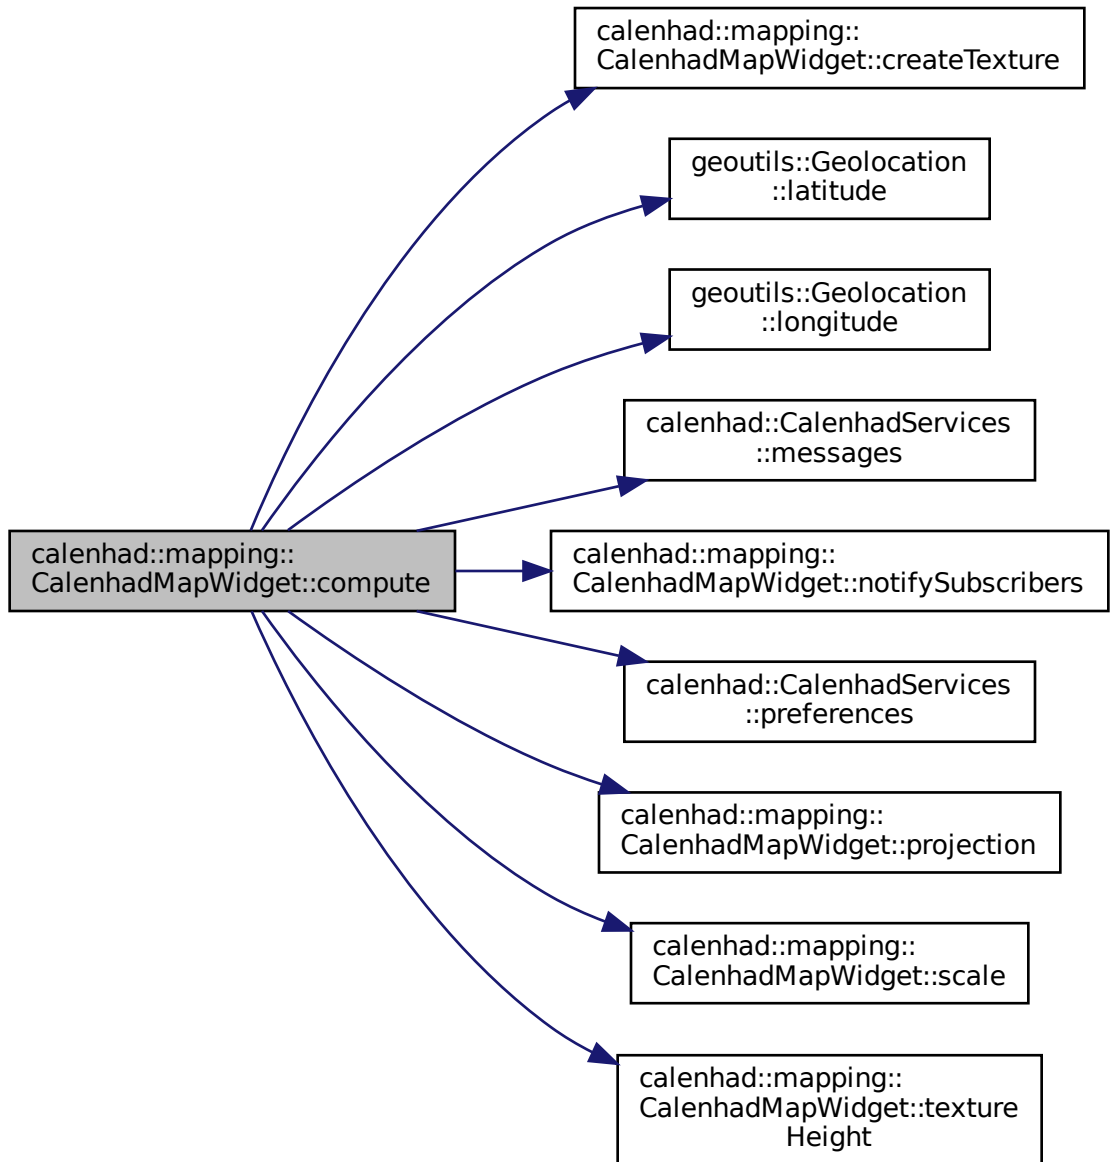 calenhad::mapping::
CalenhadMapWidget::createTexture
geoutils::Geolocation
::latitude
geoutils::Geolocation
::longitude
calenhad::CalenhadServices
::messages
calenhad::mapping::
CalenhadMapWidget::compute
calenhad::mapping::
CalenhadMapWidget::notifySubscribers
calenhad::CalenhadServices
::preferences
calenhad::mapping::
CalenhadMapWidget::projection
calenhad::mapping::
CalenhadMapWidget::scale
calenhad::mapping::
CalenhadMapWidget::texture
Height